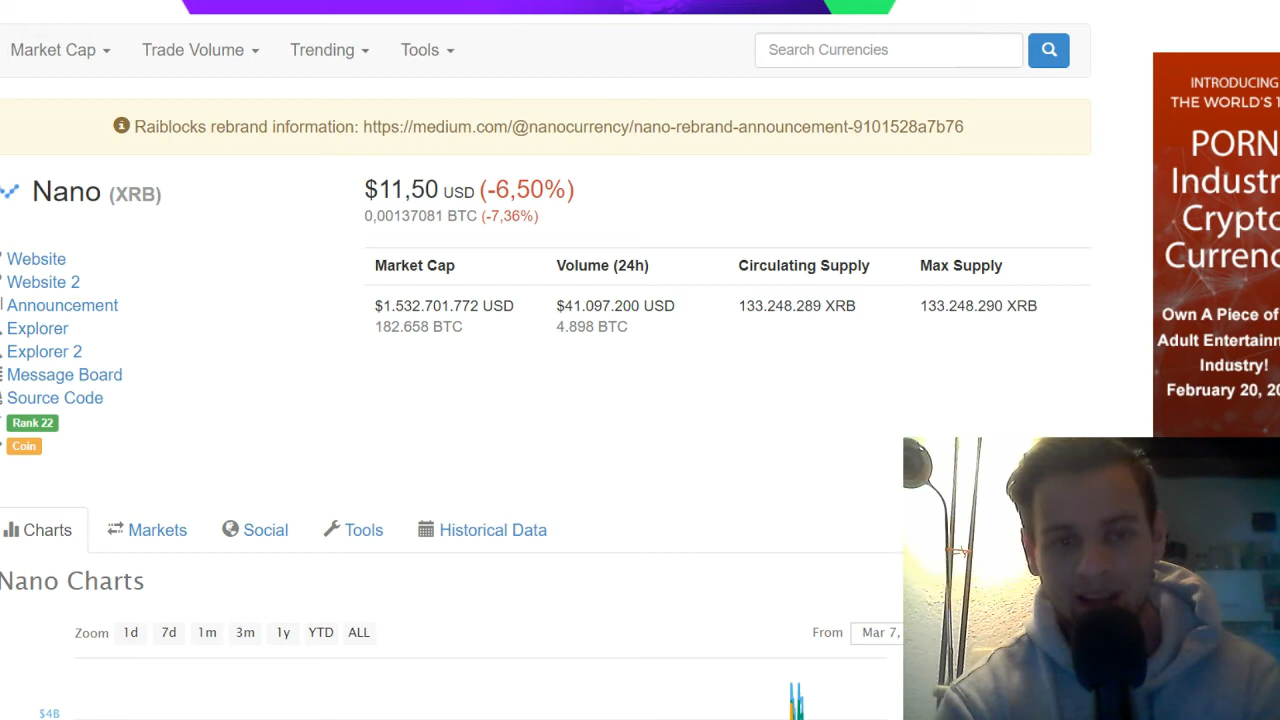 Market Cap
Trade Volume
Trending
Tools
Search Currencies
Raiblocks rebrand information: https://medium.com/@nanocurrency/nano-rebrand-announcement-9101528a7b76
Nano (XRB)
$11,50 USD (-6,50%)
0,00137081 BTC (-7,36%)
Website
Website 2
Announcement
Explorer
Explorer 2
Message Board
Source Code
Rank 22
Coin
Market Cap Volume (24h) Circulating Supply Max Supply
$1.532.701.772 USD $41.097.200 USD 133.248.289 XRB 133.248.290 XRB
182.658 BTC 4.898 BTC
Charts
Markets
Social
Tools
Historical Data
Nano Charts
Zoom 1d 7d 1m 3m 1y YTD ALL
From Mar 7,
$4B
INTRODUCING
THE WORLD'S
PORN
Industr
Crypto
Currenc
Own A Piece of
Adult Entertainm
Industry!
February 20, 20